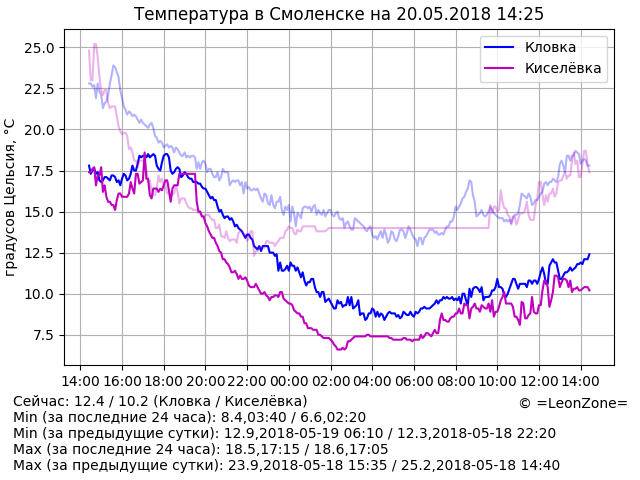 Температура в Смоленске на 20.05.2018 14:25
Кловка
Киселёвка
градусов Цельсия, °C
25.0
22.5
20.0
17.5
15.0
12.5
10.0
7.5
14:00 16:00 18:00 20:00 22:00 00:00 02:00 04:00 06:00 08:00 10:00 12:00 14:00
Сейчас: 12.4 / 10.2 (Кловка / Киселёвка)
© =LeonZone=
Min (за последние 24 часа): 8.4,03:40 / 6.6,02:20
Min (за предыдущие сутки): 12.9,2018-05-19 06:10 / 12.3,2018-05-18 22:20
Max (за последние 24 часа): 18.5,17:15 / 18.6,17:05
Max (за предыдущие сутки): 23.9,2018-05-18 15:35 / 25.2,2018-05-18 14:40